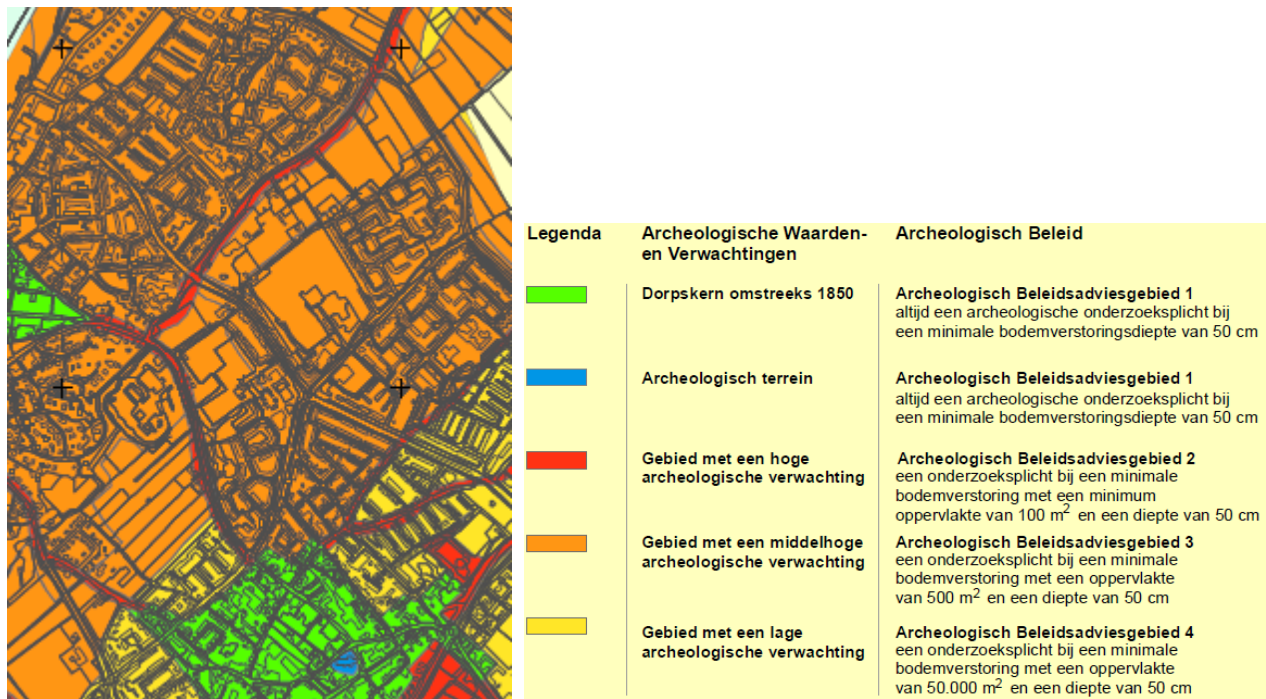 Legenda
Archeologische Waarden-
en Verwachtingen
Archeologisch Beleid
Dorpskern omstreeks 1850
Archeologisch Beleidsadviesgebied 1
altijd een archeologische onderzoeksplicht bij
een minimale bodemverstoringsdiepte van 50 cm
Archeologisch terrein
Archeologisch Beleidsadviesgebied 1
altijd een archeologische onderzoeksplicht bij
een minimale bodemverstoringsdiepte van 50 cm
Gebied met een hoge
archeologische verwachting
Archeologisch Beleidsadviesgebied 2
een onderzoeksplicht bij een minimale
bodemverstoring met een minimum
oppervlakte van 100 m² en een diepte van 50 cm
Gebied met een middelhoge
archeologische verwachting
Archeologisch Beleidsadviesgebied 3
een onderzoeksplicht bij een minimale
bodemverstoring met een oppervlakte
van 500 m² en een diepte van 50 cm
Gebied met een lage
archeologische verwachting
Archeologisch Beleidsadviesgebied 4
een onderzoeksplicht bij een minimale
bodemverstoring met een oppervlakte
van 50.000 m² en een diepte van 50 cm